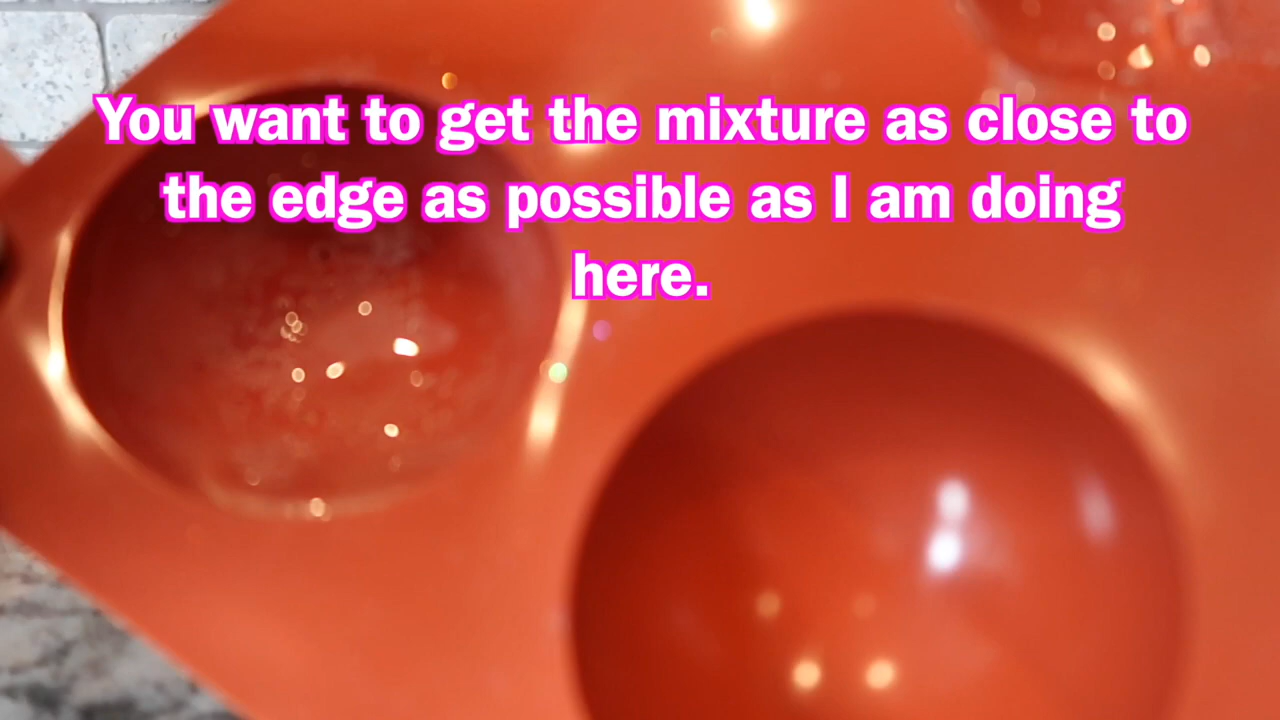 You want to get the mixture as close to
the edge as possible as I am doing
here.